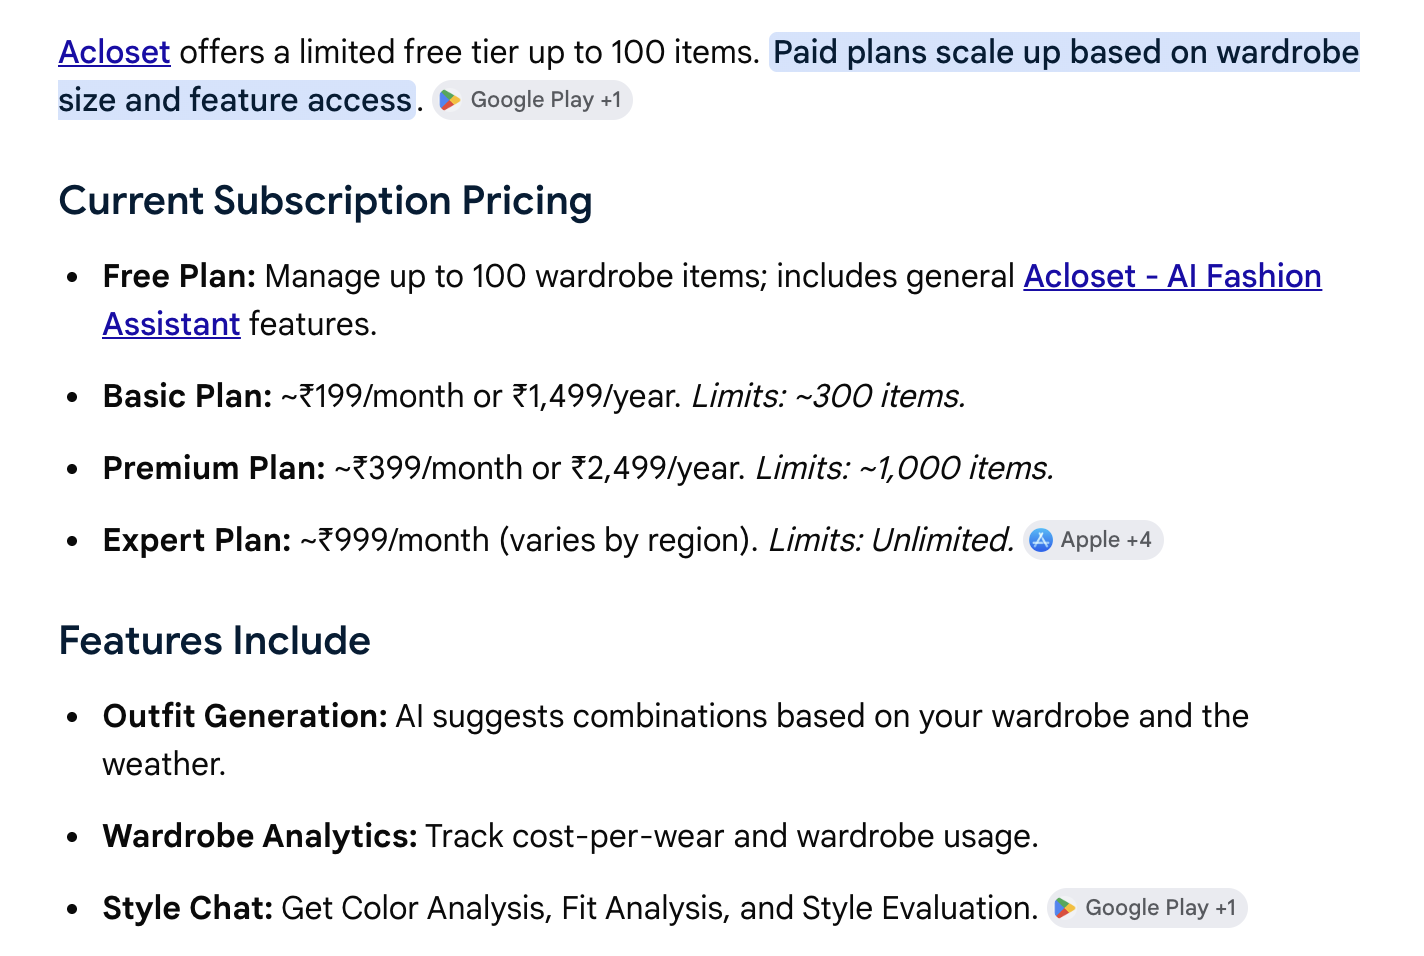 Acloset offers a limited free tier up to 100 items. Paid plans scale up based on wardrobe
size and feature access. Google Play +1
Current Subscription Pricing
• Free Plan: Manage up to 100 wardrobe items; includes general Acloset - AI Fashion
Assistant features.
• Basic Plan: ~₹199/month or ₹1,499/year. Limits: ~300 items.
• Premium Plan: ~₹399/month or ₹2,499/year. Limits: ~1,000 items.
• Expert Plan: ~₹999/month (varies by region). Limits: Unlimited. Apple +4
Features Include
• Outfit Generation: AI suggests combinations based on your wardrobe and the
weather.
• Wardrobe Analytics: Track cost-per-wear and wardrobe usage.
• Style Chat: Get Color Analysis, Fit Analysis, and Style Evaluation. Google Play +1